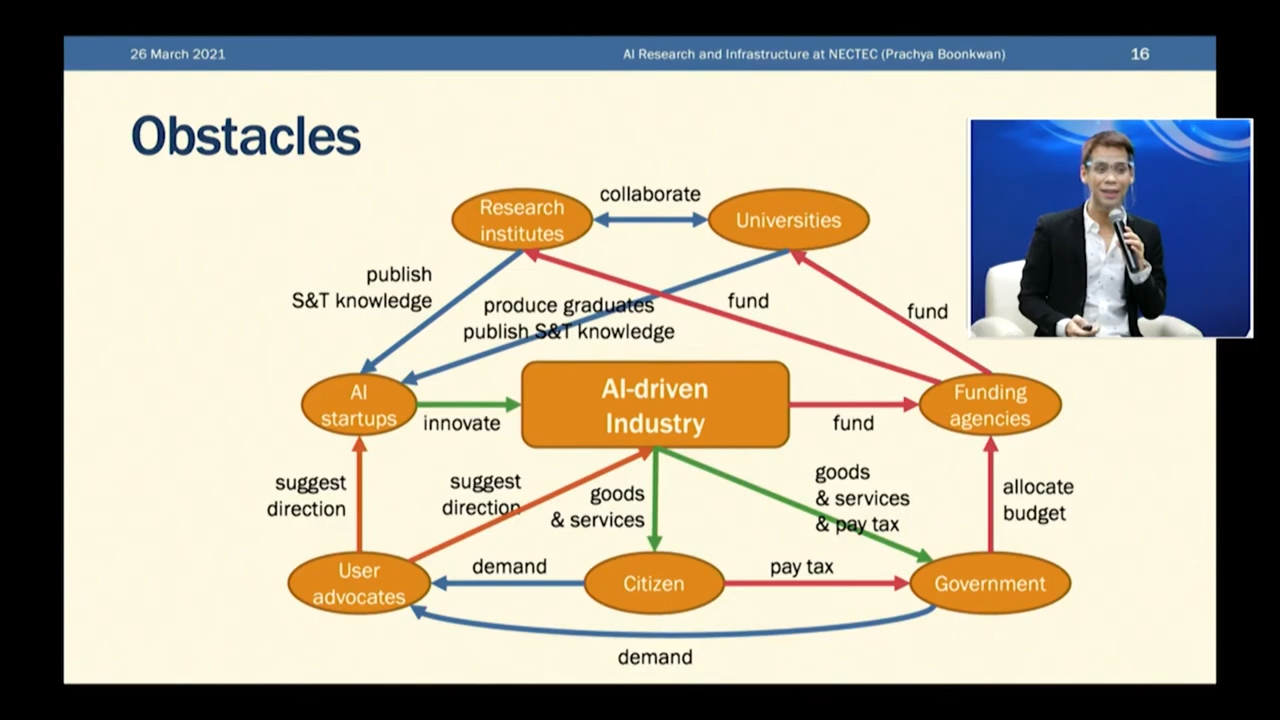 26 March 2021
AI Research and Infrastructure at NECTEC (Prachya Boonkwan)
16
Obstacles
collaborate
Research
institutes
Universities
publish
S&T knowledge
produce graduates
publish S&T knowledge
fund
fund
AI
startups
innovate
AI-driven
Industry
fund
Funding
agencies
suggest
direction
suggest
direction
goods
& services
goods
& services
& pay tax
allocate
budget
User
advocates
demand
Citizen
pay tax
Government
demand